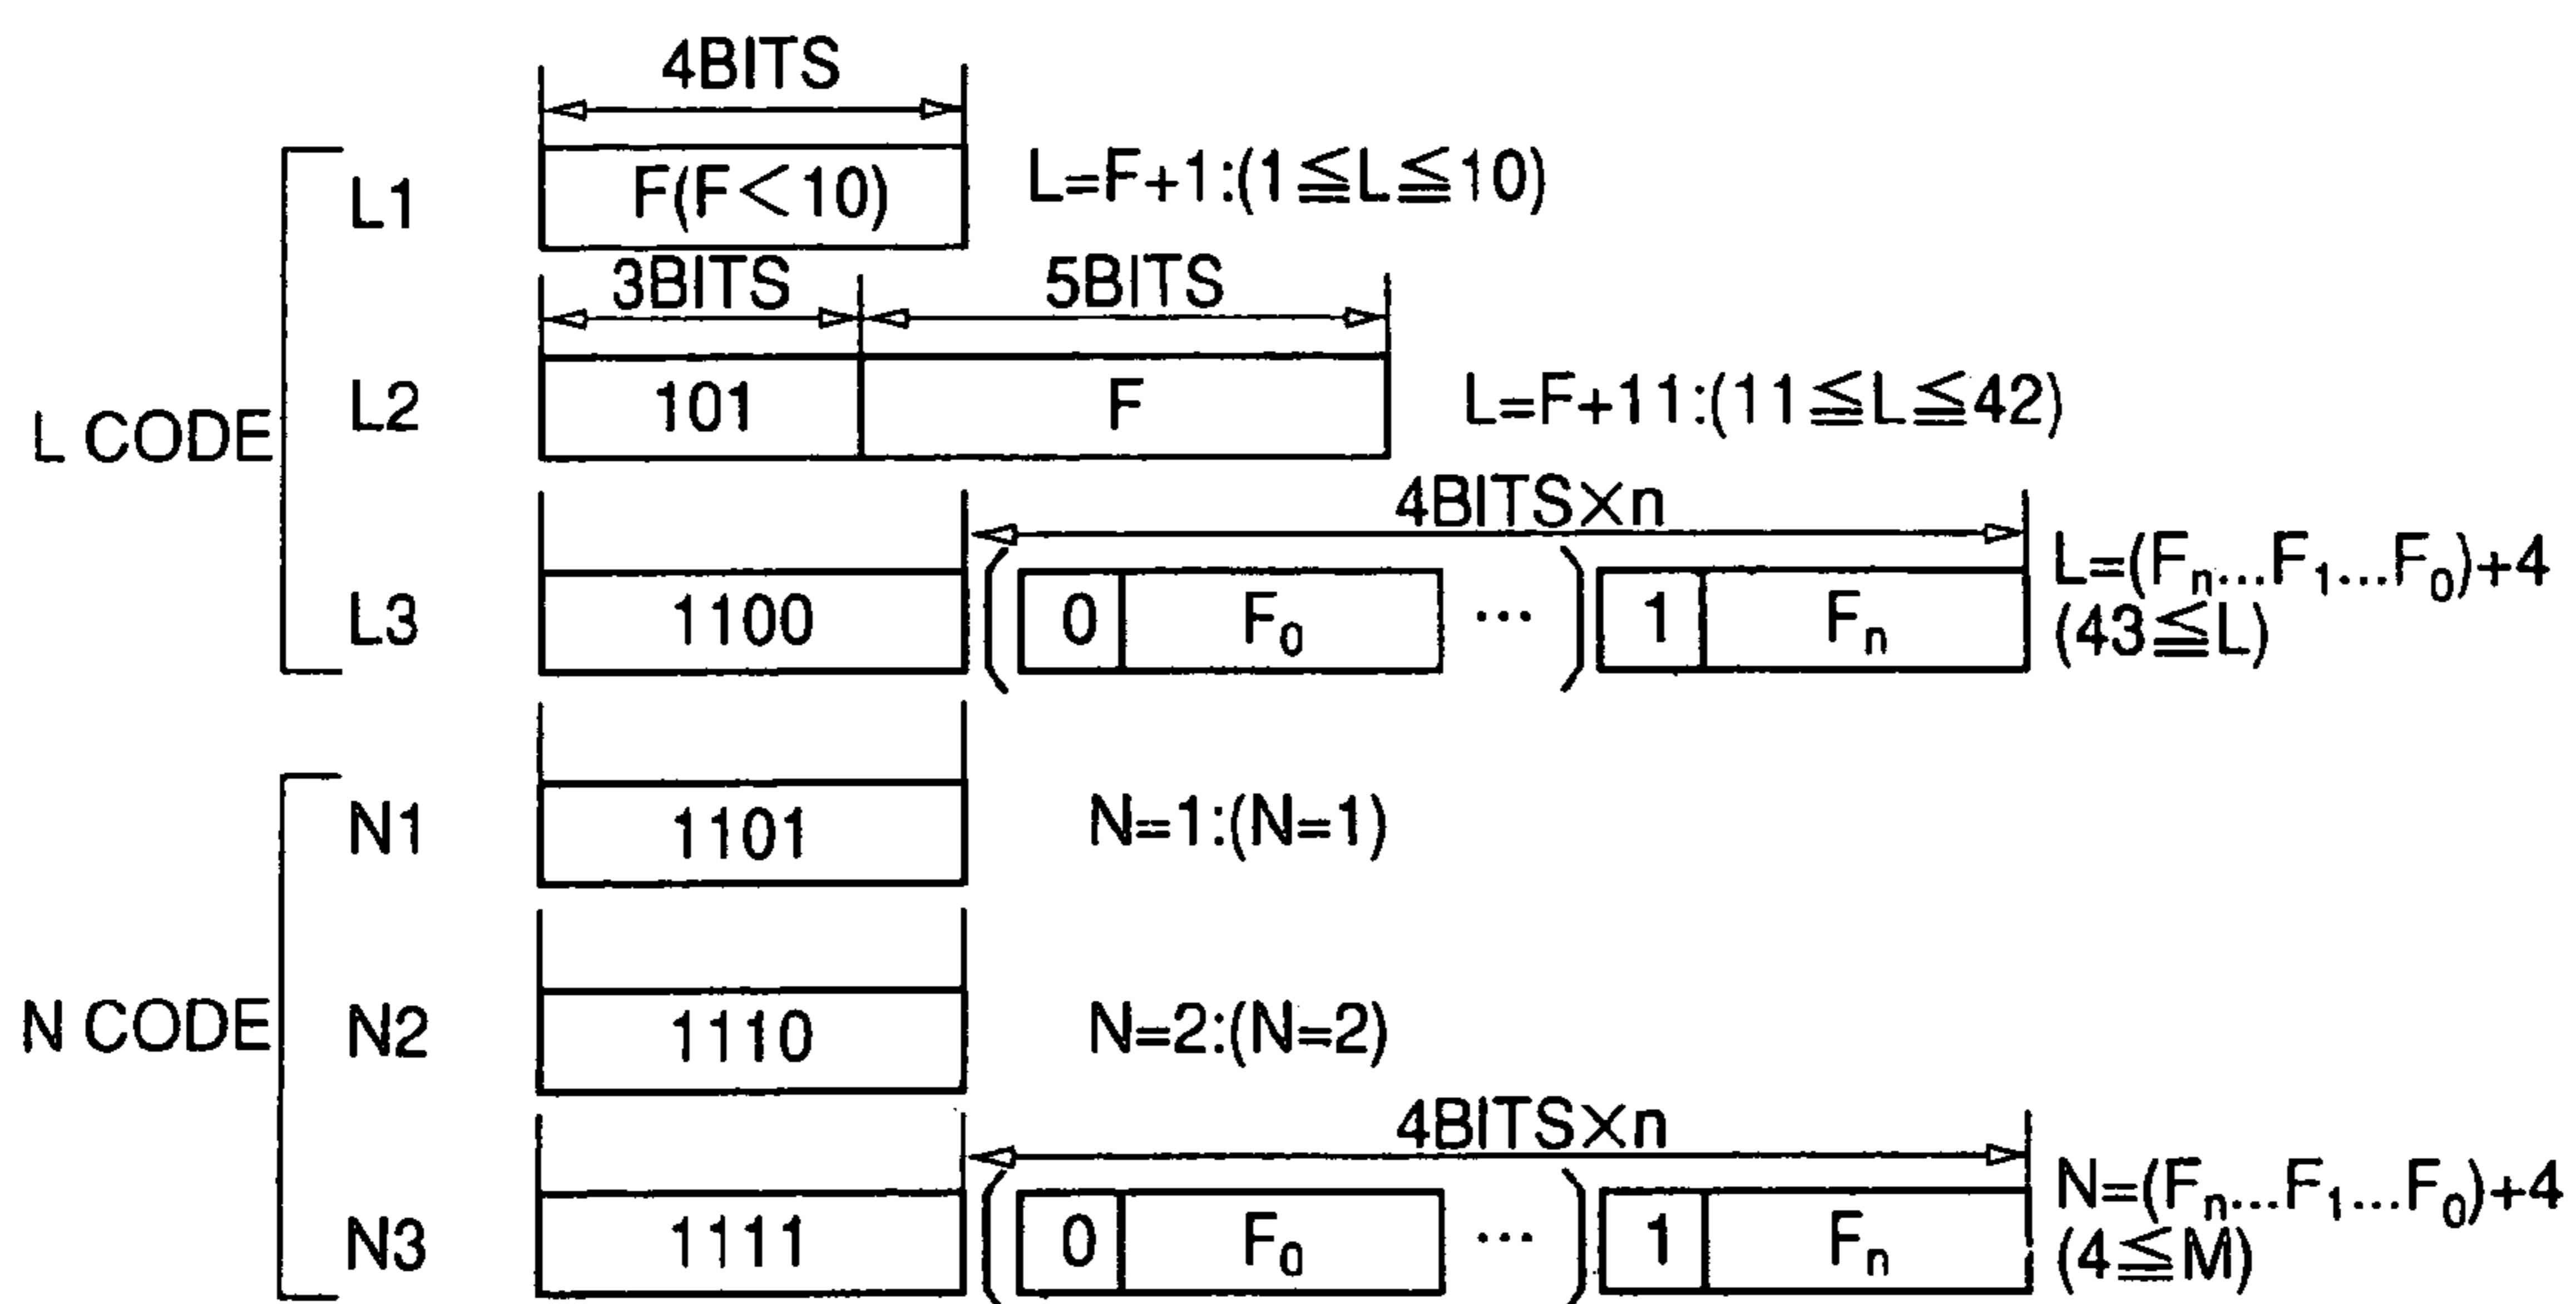 4BITS
L1 F(F<10) L=F+1:(1≦L≦10)
3BITS 5BITS
L CODE L2 101 F L=F+11:(11≦L≦42)
4BITS×n
L3 1100 ( 0 F₀ ... ) 1 Fₙ L=(Fₙ...F₁...F₀)+4
(43≦L)
N1 1101 N=1:(N=1)
N CODE N2 1110 N=2:(N=2)
4BITS×n
N3 1111 ( 0 F₀ ... ) 1 Fₙ N=(Fₙ...F₁...F₀)+4
(4≦M)